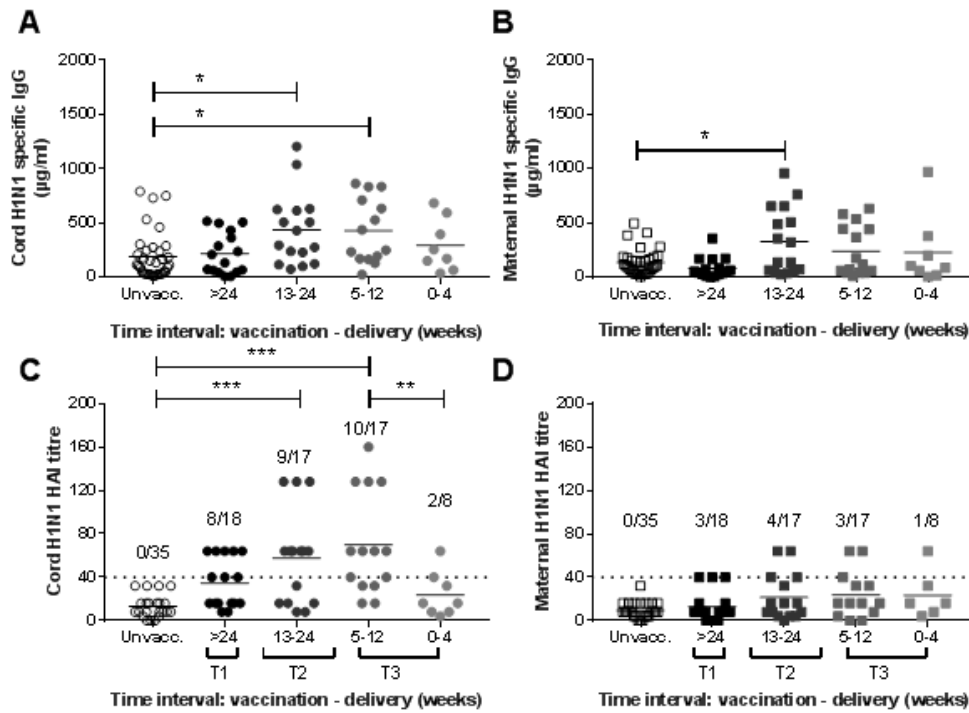 A
B
Cord H1N1 specific IgG
(µg/ml)
2000
1500
1000
500
0
*
*
Unvacc.
>24
13-24
5-12
0-4
Time interval: vaccination - delivery (weeks)
Maternal H1N1 specific IgG
(µg/ml)
2000
1500
1000
500
0
*
Unvacc.
>24
13-24
5-12
0-4
Time interval: vaccination - delivery (weeks)
C
D
Cord H1N1 HAI titre
200
160
120
80
40
0
***
***
**
0/35
8/18
9/17
10/17
2/8
Unvacc.
>24
13-24
5-12
0-4
T1
T2
T3
Time interval: vaccination - delivery (weeks)
Maternal H1N1 HAI titre
200
160
120
80
40
0
0/35
3/18
4/17
3/17
1/8
Unvacc.
>24
13-24
5-12
0-4
T1
T2
T3
Time interval: vaccination - delivery (weeks)